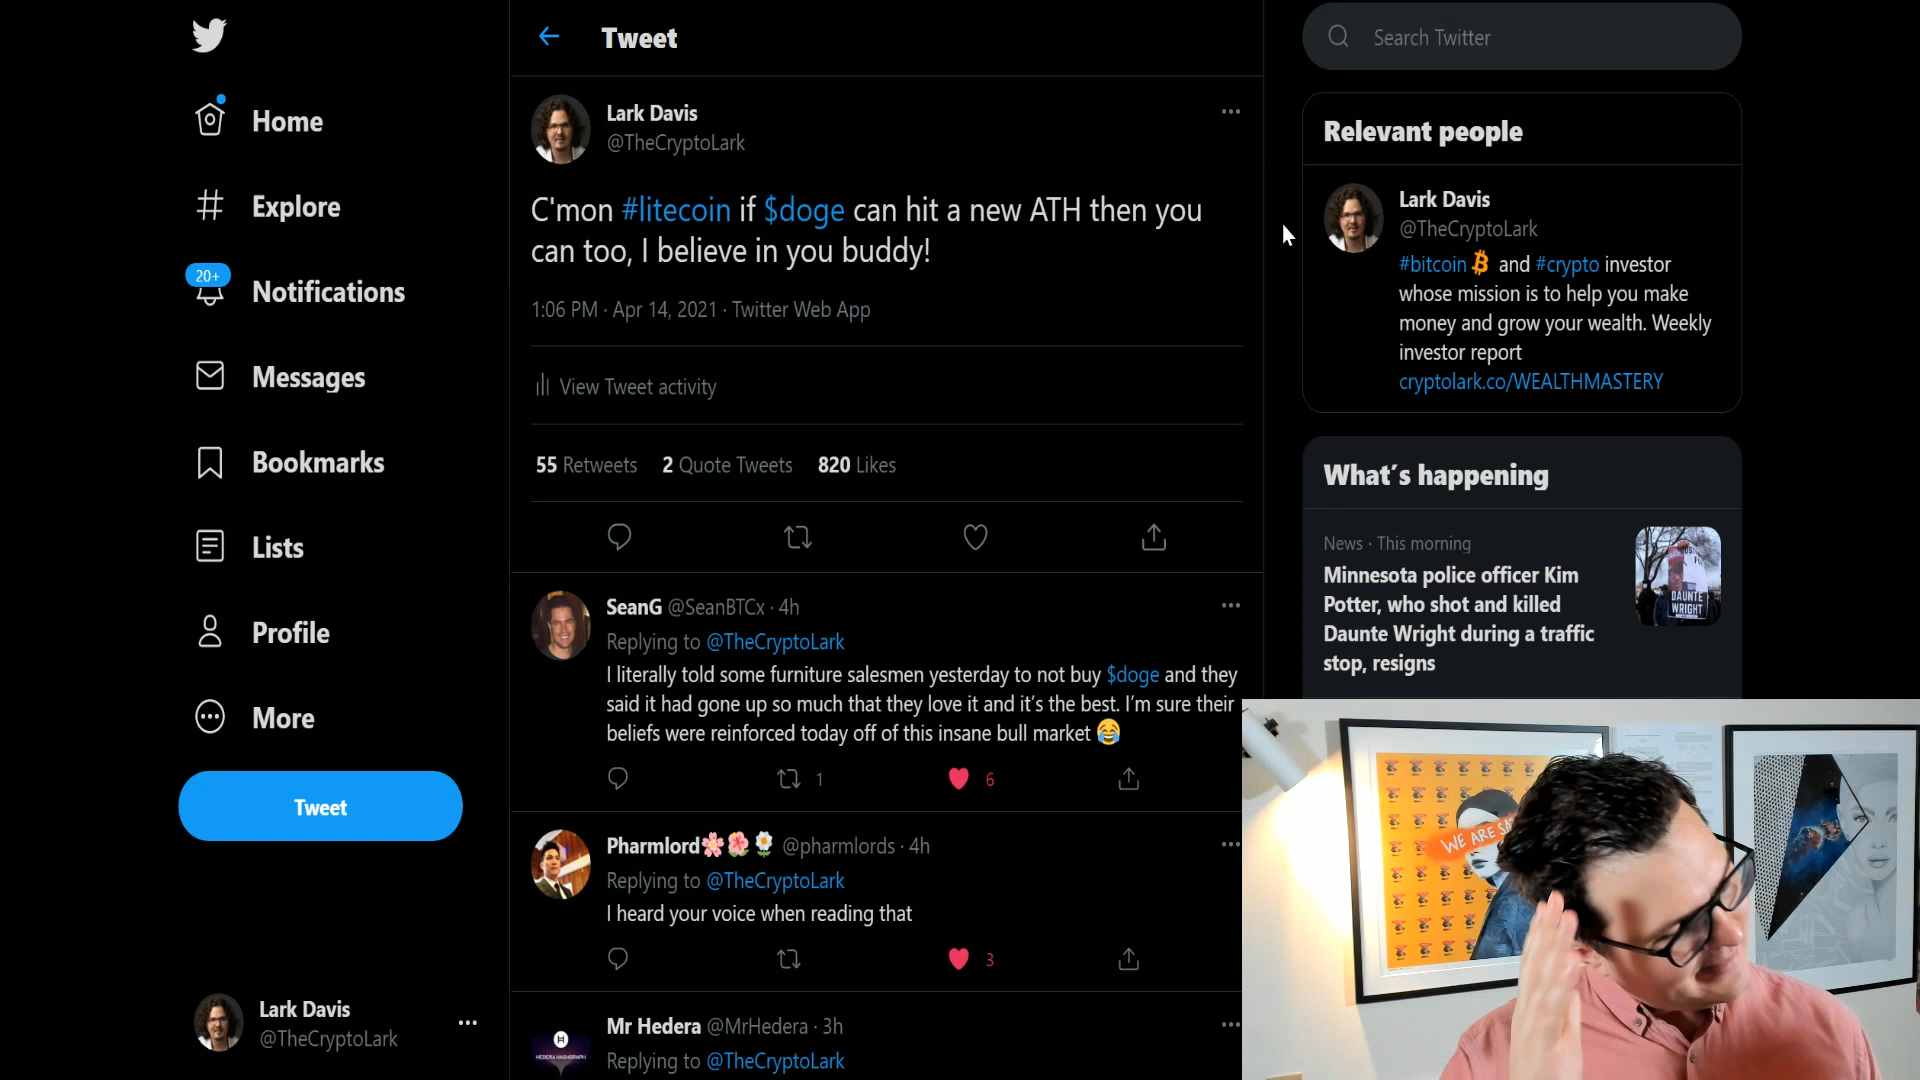 Tweet
Search Twitter
Home
Explore
20+
Notifications
Messages
Bookmarks
Lists
Profile
More
Tweet
Lark Davis
@TheCryptoLark
Lark Davis
@TheCryptoLark
C'mon #litecoin if $doge can hit a new ATH then you
can too, I believe in you buddy!
1:06 PM · Apr 14, 2021 · Twitter Web App
View Tweet activity
55 Retweets 2 Quote Tweets 820 Likes
SeanG @SeanBTCx · 4h
Replying to @TheCryptoLark
I literally told some furniture salesmen yesterday to not buy $doge and they
said it had gone up so much that they love it and it's the best. I'm sure their
beliefs were reinforced today off of this insane bull market 😂
1 6
Pharmlord🌸🌺🌼 @pharmlords · 4h
Replying to @TheCryptoLark
I heard your voice when reading that
3
Mr Hedera @MrHedera · 3h
Replying to @TheCryptoLark
HEDERA HASHGRAPH
Relevant people
Lark Davis
@TheCryptoLark
#bitcoin and #crypto investor
whose mission is to help you make
money and grow your wealth. Weekly
investor report
cryptolark.co/WEALTHMASTERY
What's happening
News · This morning
Minnesota police officer Kim
Potter, who shot and killed
Daunte Wright during a traffic
stop, resigns
DAUNTE
WRIGHT
WE ARE